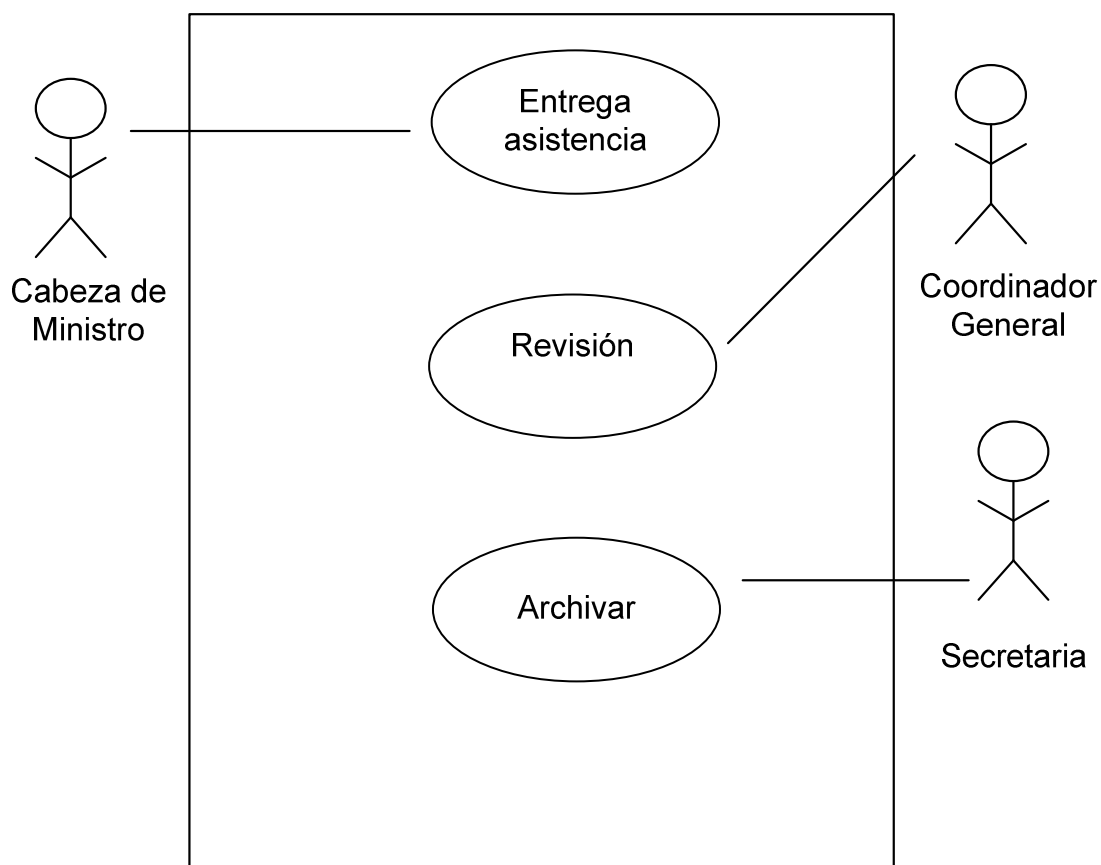 Entrega
asistencia
Cabeza de
Ministro
Coordinador
General
Revisión
Archivar
Secretaria